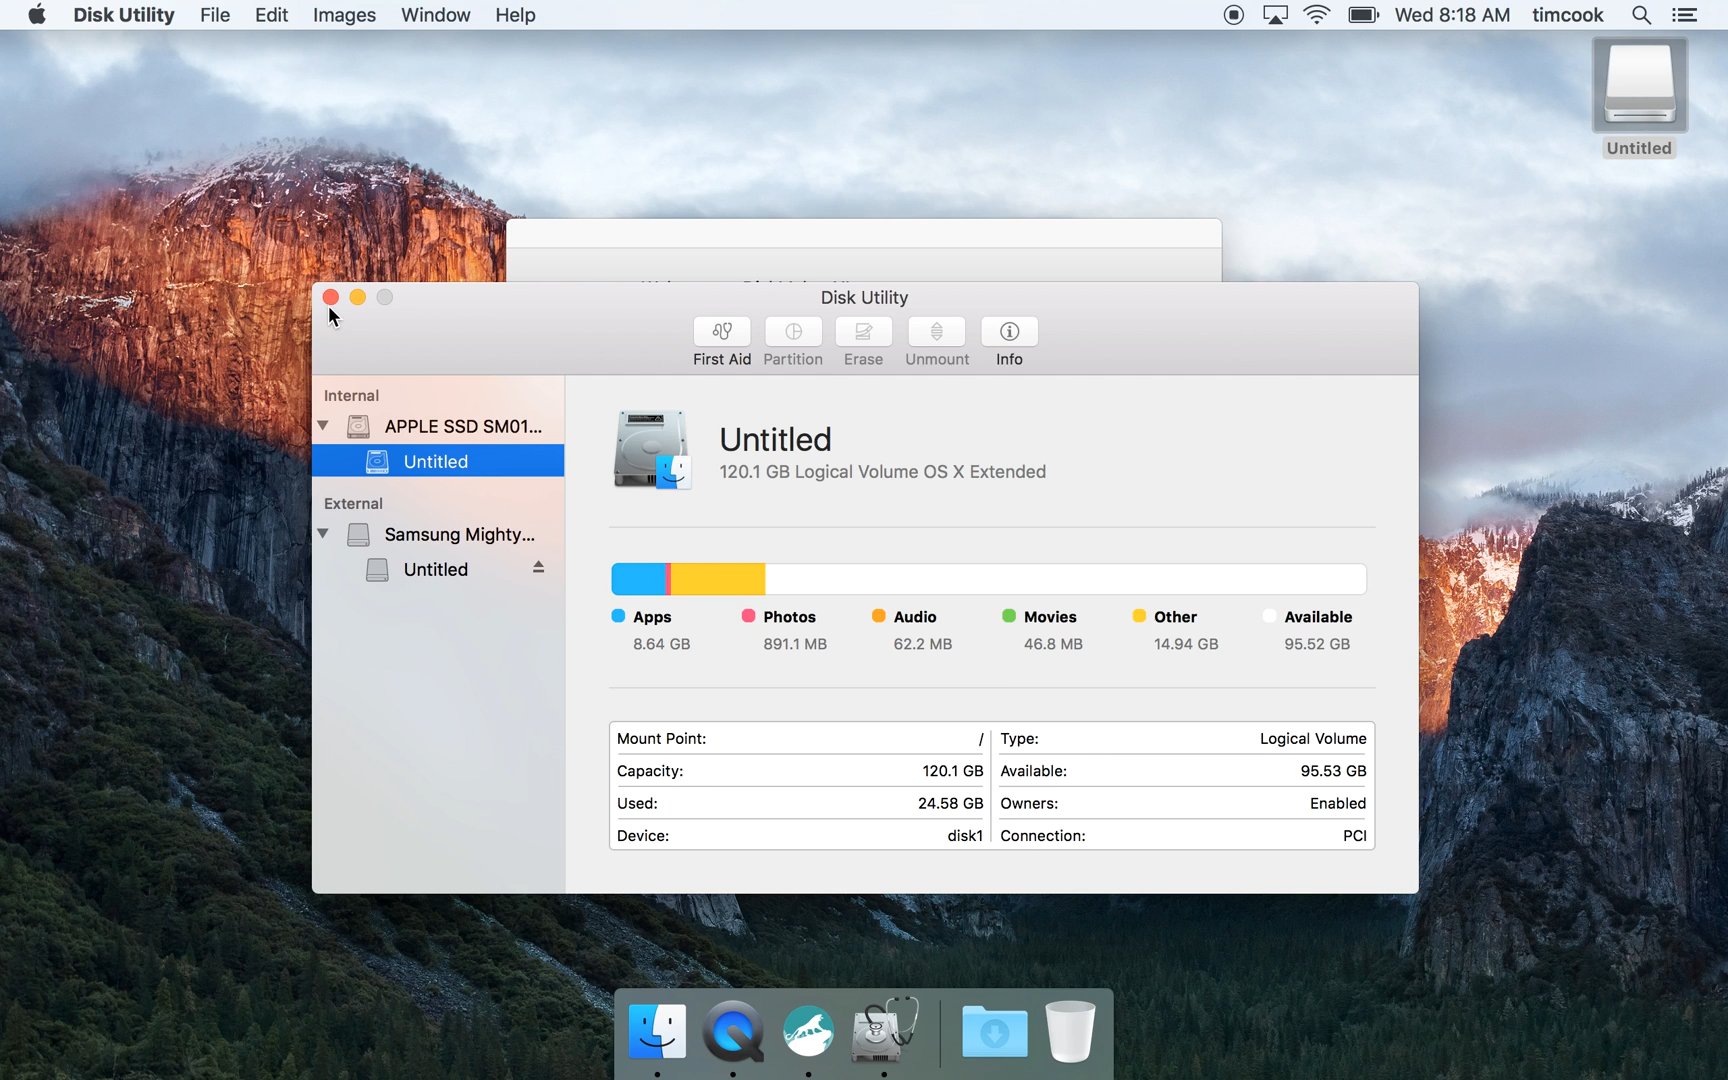 Disk Utility File Edit Images Window Help Wed 8:18 AM timcook
Untitled
Disk Utility
First Aid Partition Erase Unmount Info
Internal
APPLE SSD SM01...
Untitled
External
Samsung Mighty...
Untitled
Untitled
120.1 GB Logical Volume OS X Extended
Apps Photos Audio Movies Other Available
8.64 GB 891.1 MB 62.2 MB 46.8 MB 14.94 GB 95.52 GB
Mount Point: / Type: Logical Volume
Capacity: 120.1 GB Available: 95.53 GB
Used: 24.58 GB Owners: Enabled
Device: disk1 Connection: PCI